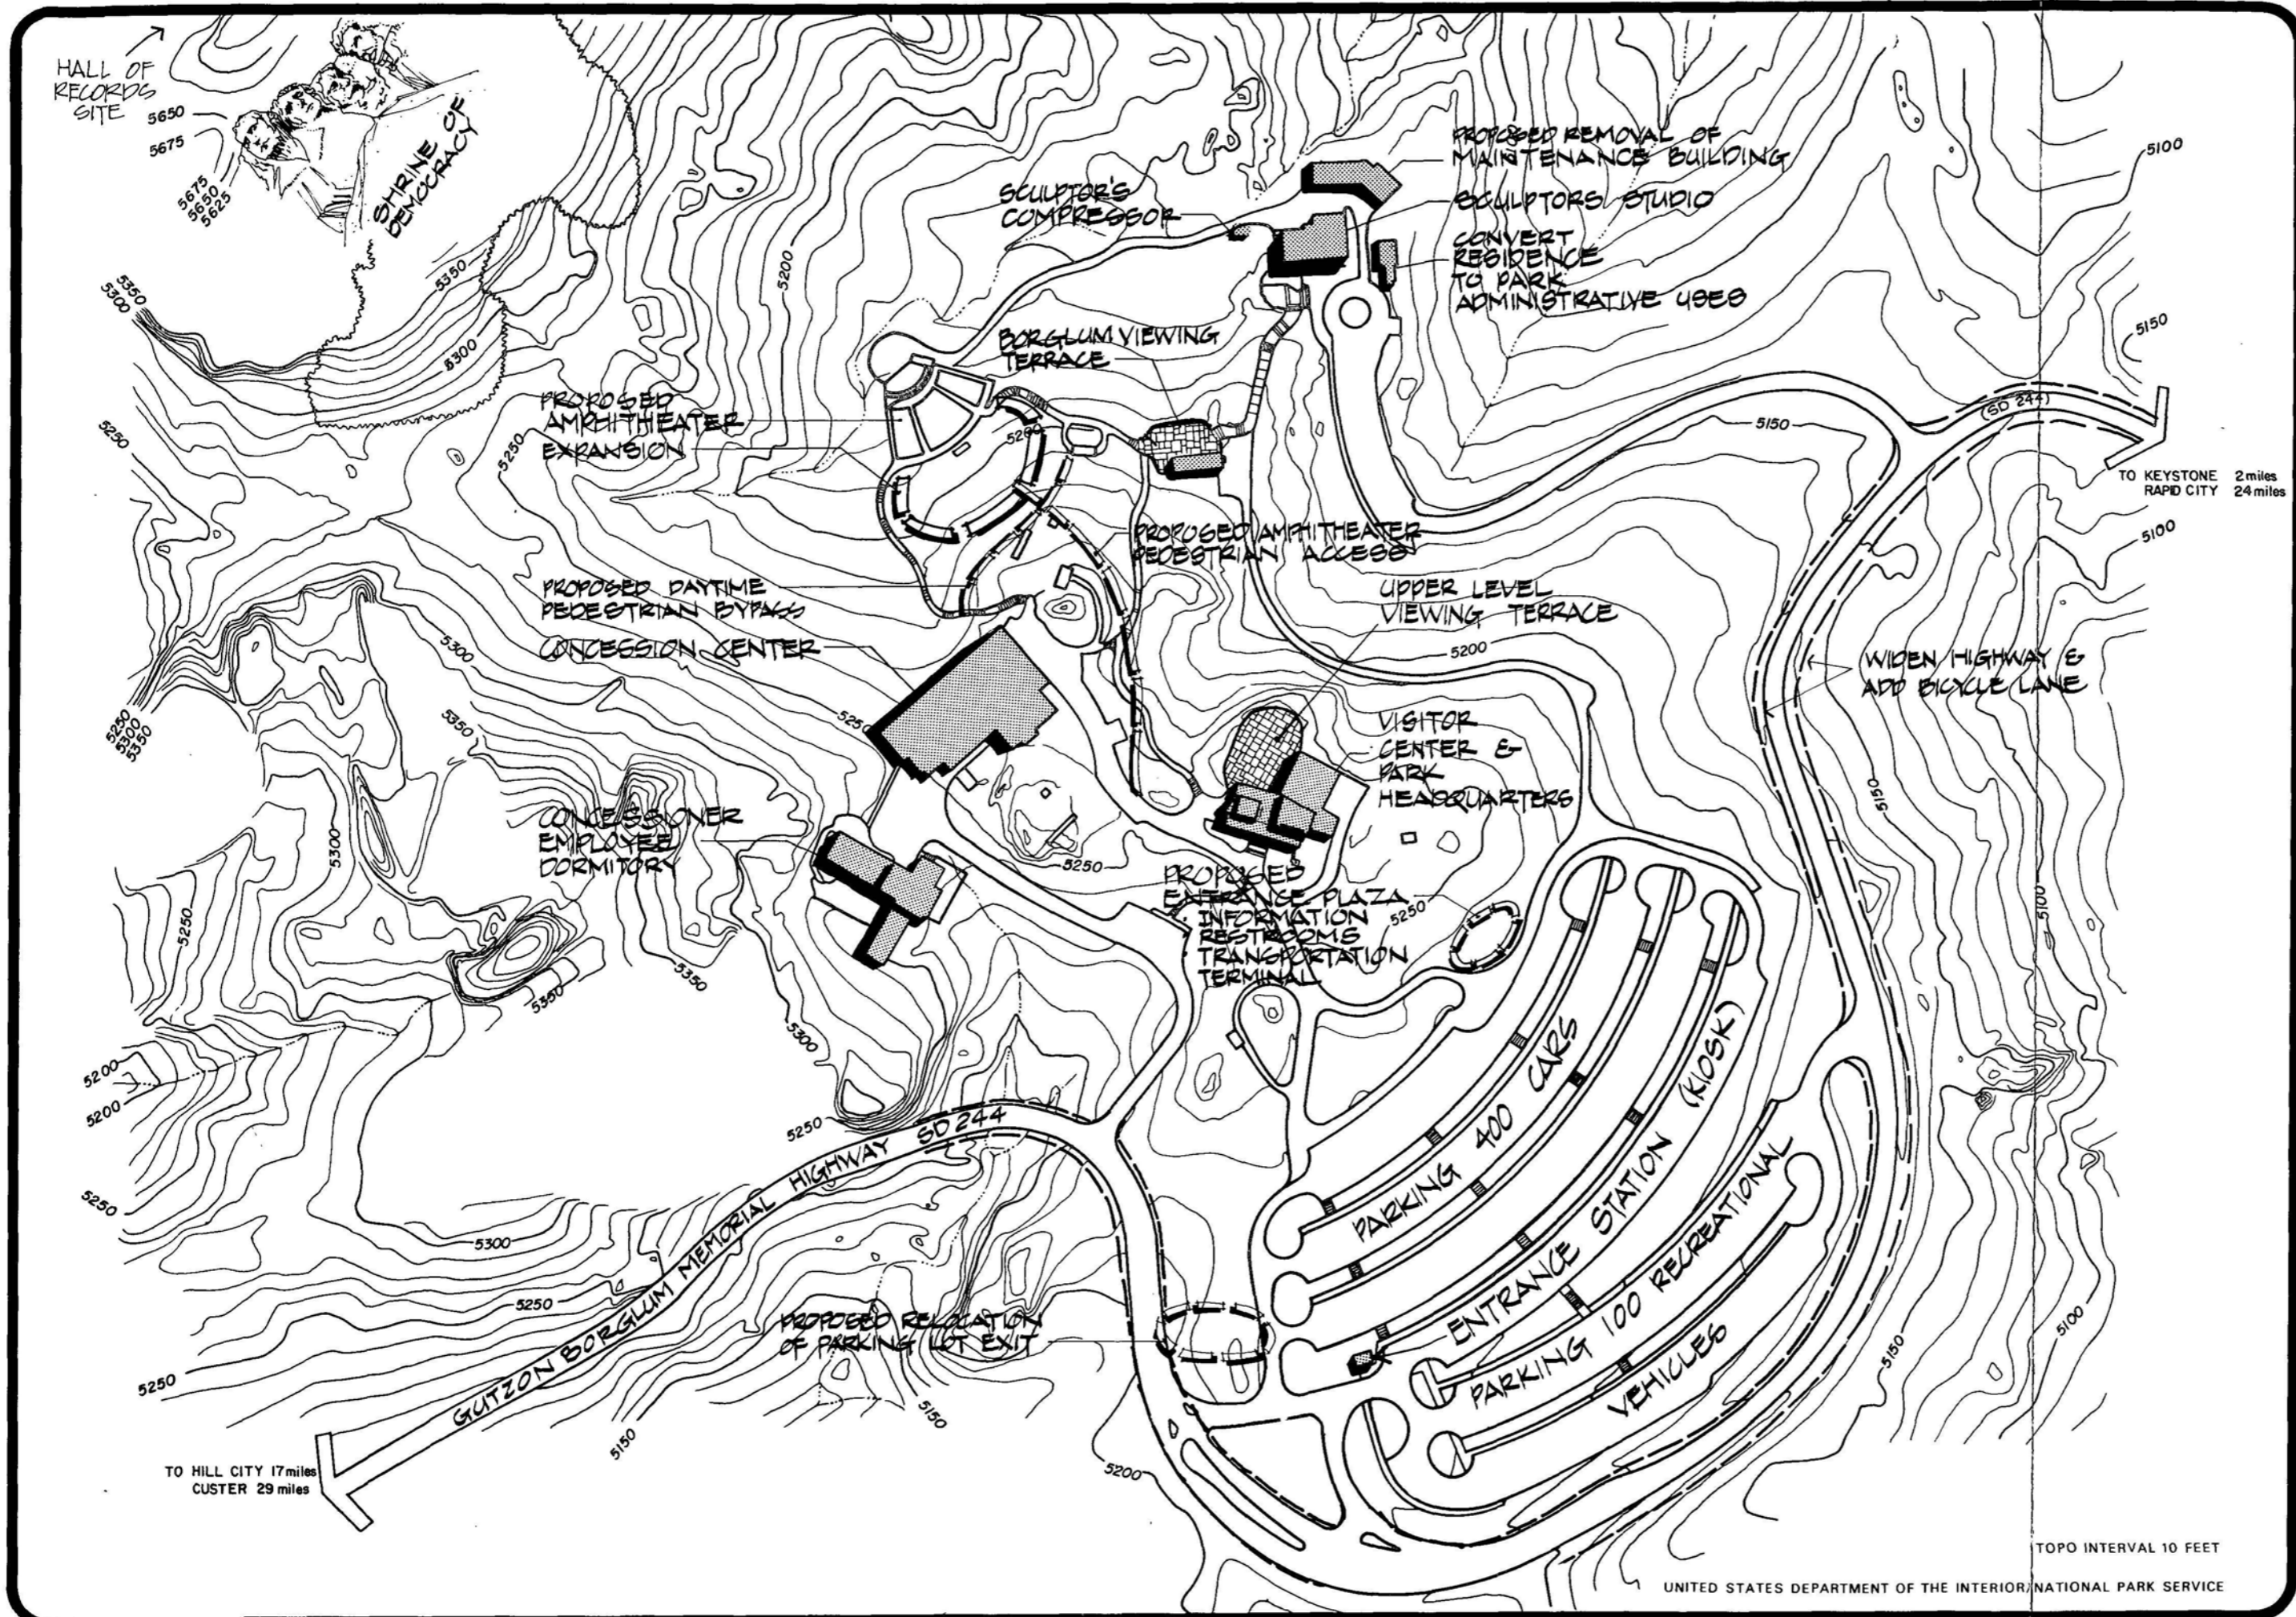 HALL OF
RECORDS
SITE
5650
5675
5675
5650
5625
SHRINE OF
DEMOCRACY
5350
5300
5350
5300
5250
5250
5200
SCULPTOR'S
COMPRESSOR
PROPOSED REMOVAL OF
MAINTENANCE BUILDING
SCULPTORS STUDIO
CONVERT
RESIDENCE
TO PARK
ADMINISTRATIVE USES
5100
5150
BORGLUM VIEWING
TERRACE
PROPOSED
AMPHITHEATER
EXPANSION
5200
5150
(SD 244)
TO KEYSTONE 2 miles
RAPID CITY 24 miles
5100
PROPOSED AMPHITHEATER
PEDESTRIAN ACCESS
PROPOSED DAYTIME
PEDESTRIAN BYPASS
CONCESSION CENTER
UPPER LEVEL
VIEWING TERRACE
5200
WIDEN HIGHWAY &
ADD BICYCLE LANE
5300
5250
5300
5350
5350
5250
VISITOR
CENTER &
PARK
HEADQUARTERS
5150
5300
CONCESSIONER
EMPLOYEE
DORMITORY
5250
PROPOSED
ENTRANCE PLAZA
· INFORMATION
· RESTROOMS
· TRANSPORTATION
TERMINAL
5250
5250
5100
5350
5350
5300
5200
5200
5250
5250
GUTZON BORGLUM MEMORIAL HIGHWAY SD 244
PARKING 400 CARS
ENTRANCE STATION (KIOSK)
PARKING 100 RECREATIONAL
VEHICLES
5300
5250
5250
PROPOSED RELOCATION
OF PARKING LOT EXIT
5150
5150
5200
5150
5100
TO HILL CITY 17 miles
CUSTER 29 miles
TOPO INTERVAL 10 FEET
UNITED STATES DEPARTMENT OF THE INTERIOR/NATIONAL PARK SERVICE